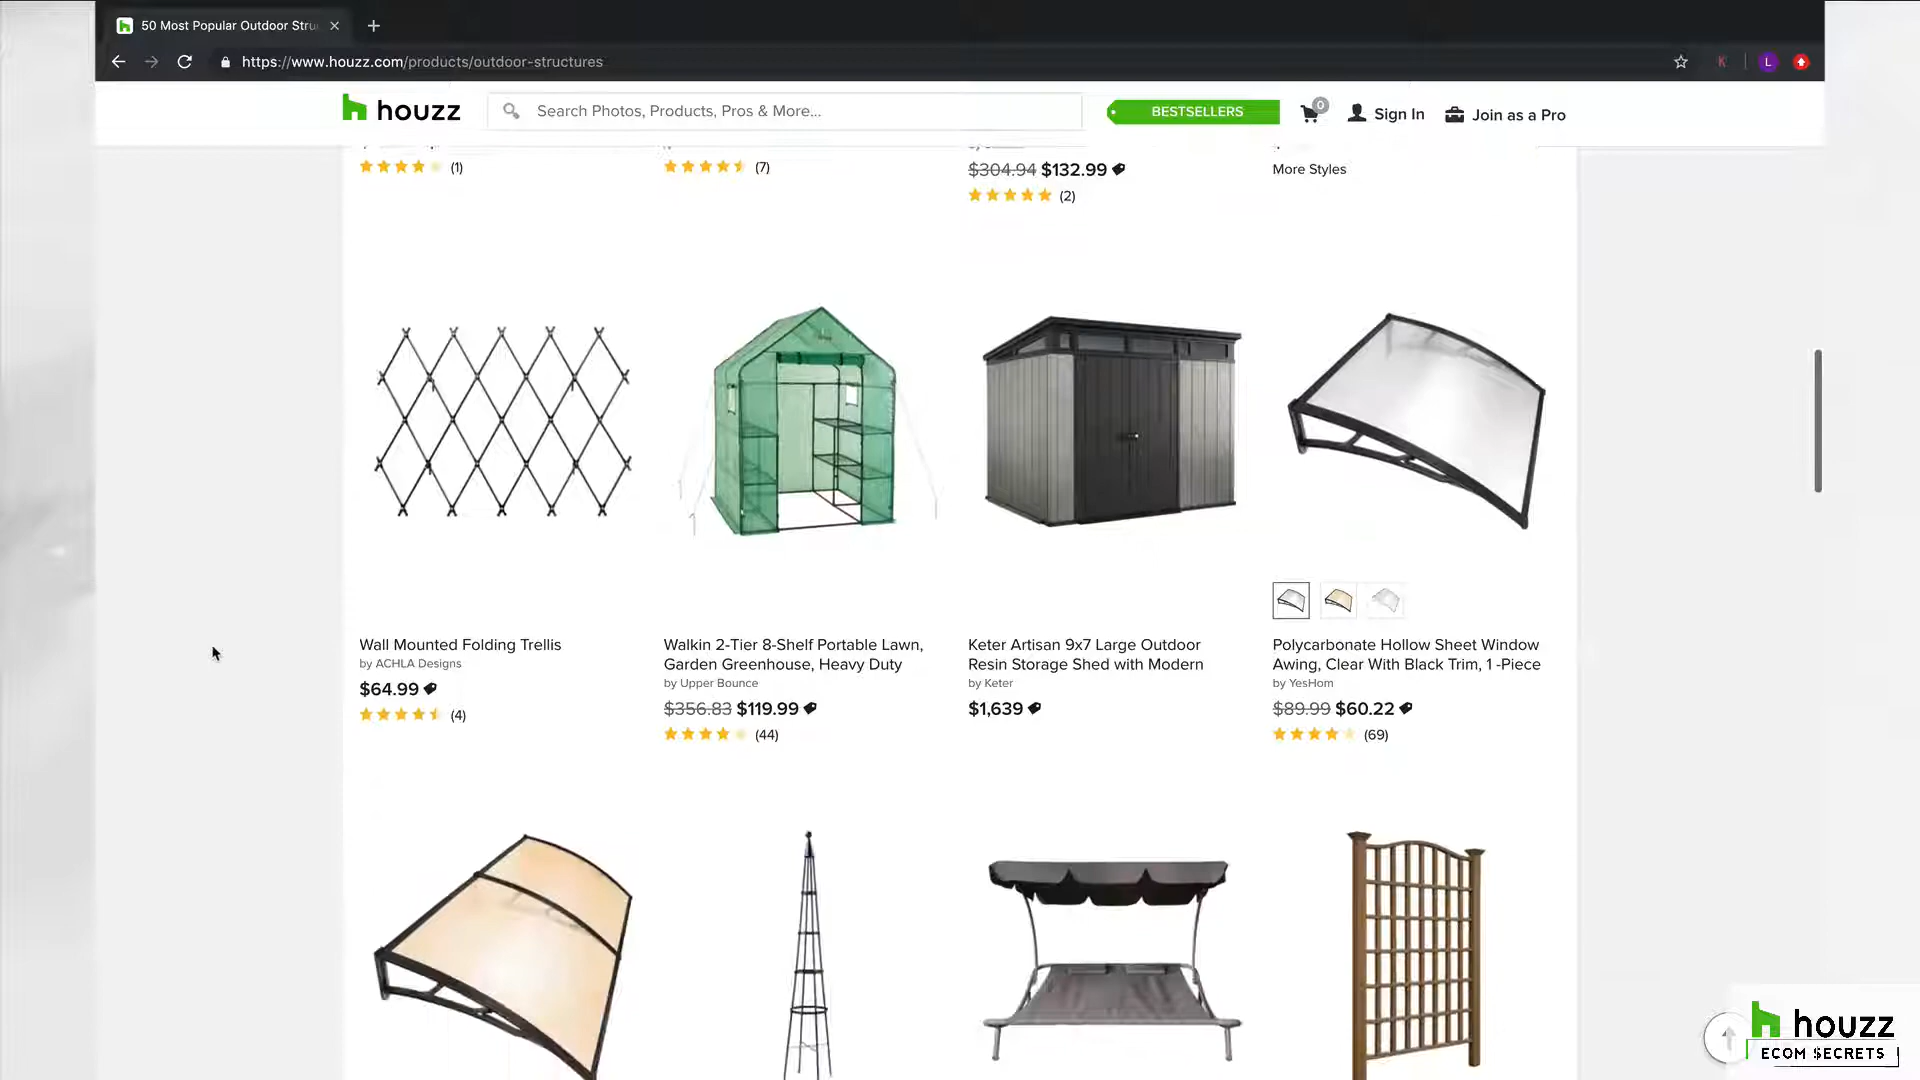 50 Most Popular Outdoor Stru
https://www.houzz.com/products/outdoor-structures
K
L
houzz
Search Photos, Products, Pros & More...
BESTSELLERS
0
Sign In
Join as a Pro
(1)
(7)
$304.94 $132.99
(2)
More Styles
Wall Mounted Folding Trellis
by ACHLA Designs
$64.99
(4)
Walkin 2-Tier 8-Shelf Portable Lawn,
Garden Greenhouse, Heavy Duty
by Upper Bounce
$356.83 $119.99
(44)
Keter Artisan 9x7 Large Outdoor
Resin Storage Shed with Modern
by Keter
$1,639
Polycarbonate Hollow Sheet Window
Awing, Clear With Black Trim, 1 -Piece
by YesHom
$89.99 $60.22
(69)
houzz
ECOM $ECRETS